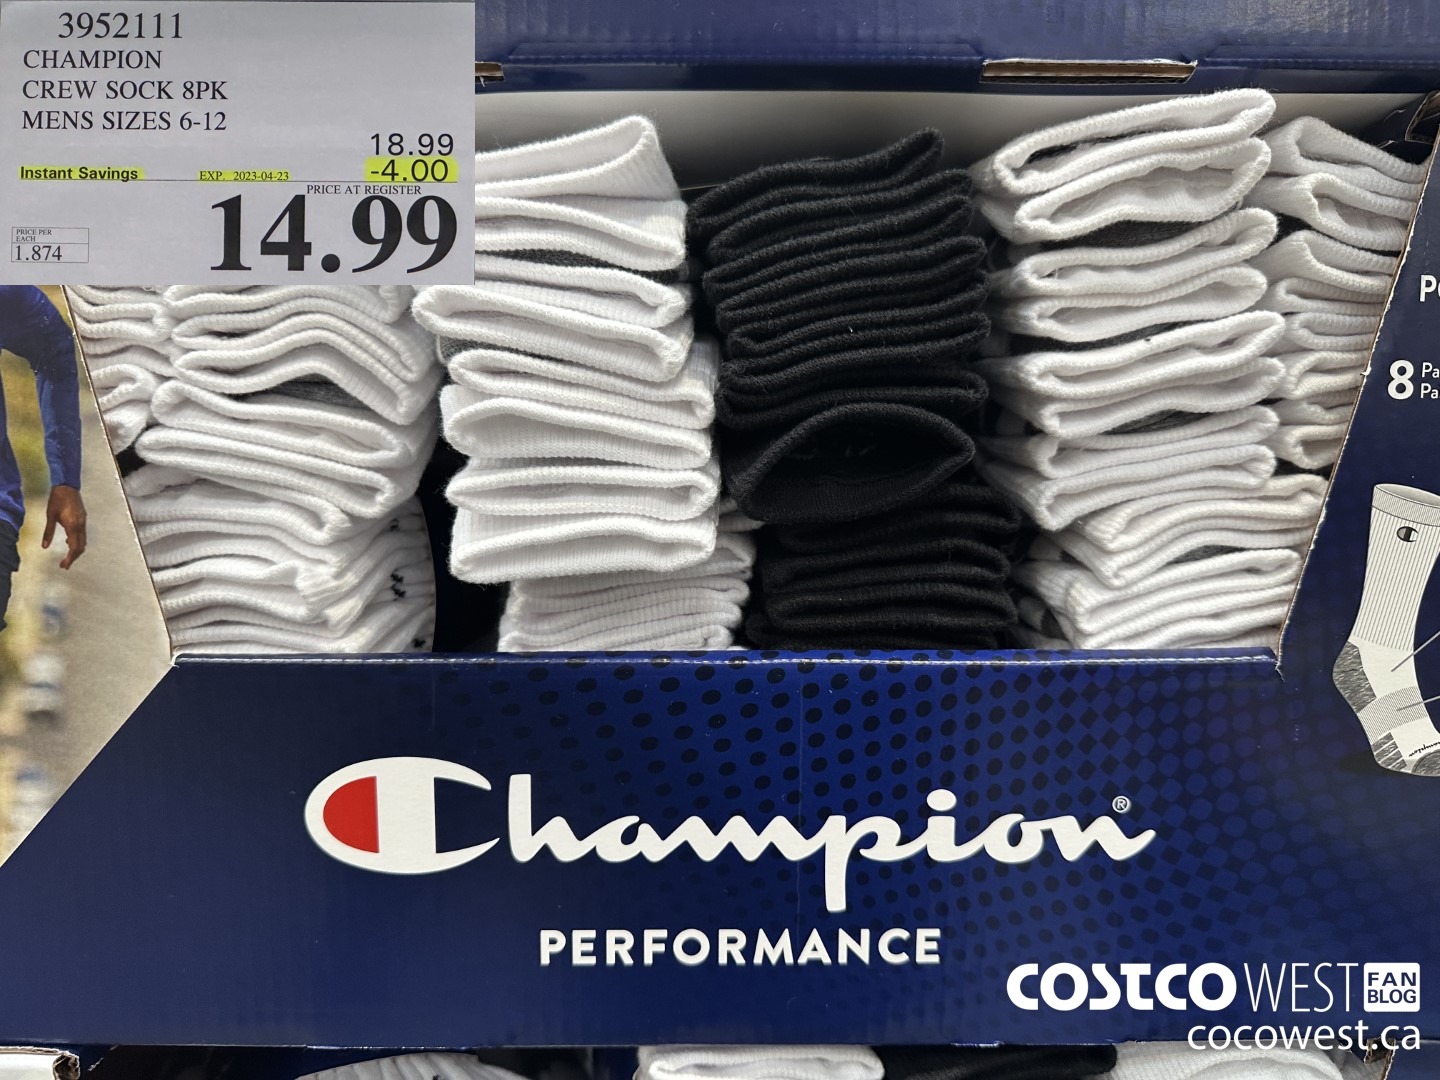 3952111
CHAMPION
CREW SOCK 8PK
MENS SIZES 6-12
18.99
Instant Savings EXP. 2023-04-23 -4.00
PRICE AT REGISTER
14.99
PRICE PER
EACH
1.874
8
Champion®
PERFORMANCE
COSTCO WEST FAN BLOG
cocowest.ca